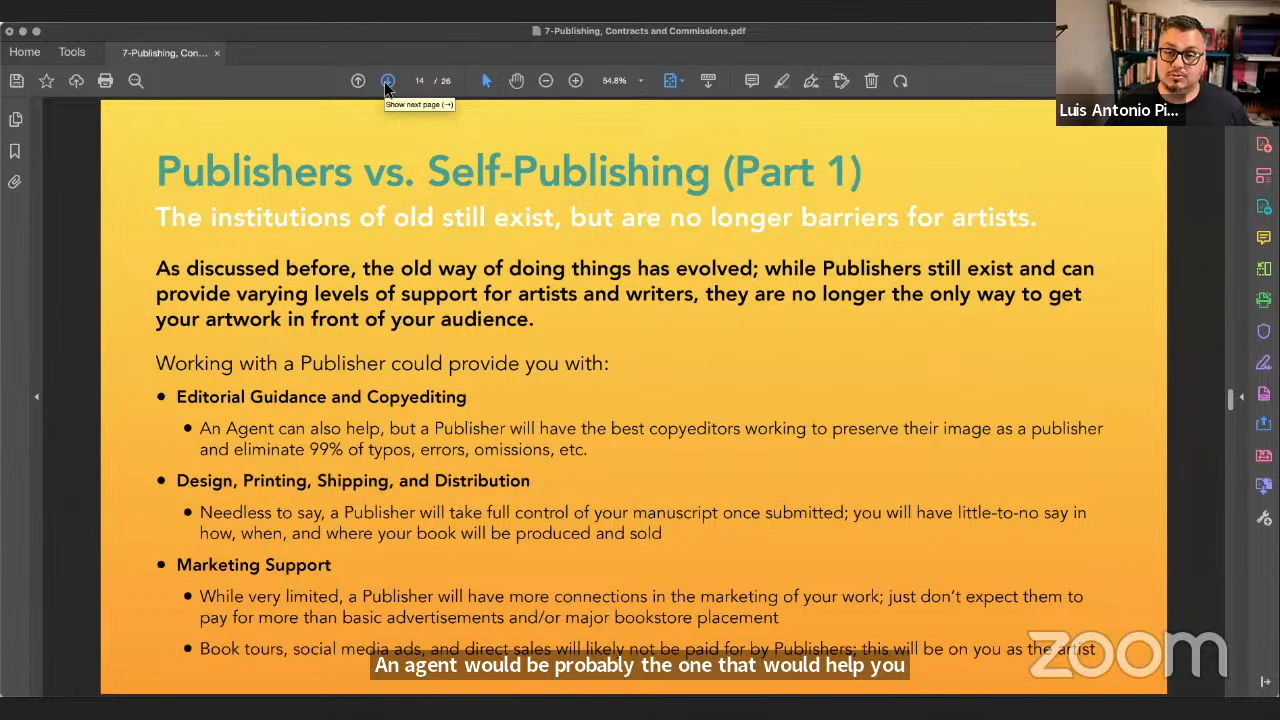 7-Publishing, Contracts and Commissions.pdf
Home
Tools
7-Publishing, Con...
×
14 / 26
54.8%
Show next page (→)
Luis Antonio Pi...
Publishers vs. Self-Publishing (Part 1)
The institutions of old still exist, but are no longer barriers for artists.
As discussed before, the old way of doing things has evolved; while Publishers still exist and can
provide varying levels of support for artists and writers, they are no longer the only way to get
your artwork in front of your audience.
Working with a Publisher could provide you with:
• Editorial Guidance and Copyediting
• An Agent can also help, but a Publisher will have the best copyeditors working to preserve their image as a publisher
and eliminate 99% of typos, errors, omissions, etc.
• Design, Printing, Shipping, and Distribution
• Needless to say, a Publisher will take full control of your manuscript once submitted; you will have little-to-no say in
how, when, and where your book will be produced and sold
• Marketing Support
• While very limited, a Publisher will have more connections in the marketing of your work; just don't expect them to
pay for more than basic advertisements and/or major bookstore placement
• Book tours, social media ads, and direct sales will likely not be paid for by Publishers; this will be on you as the artist
An agent would be probably the one that would help you
zoom